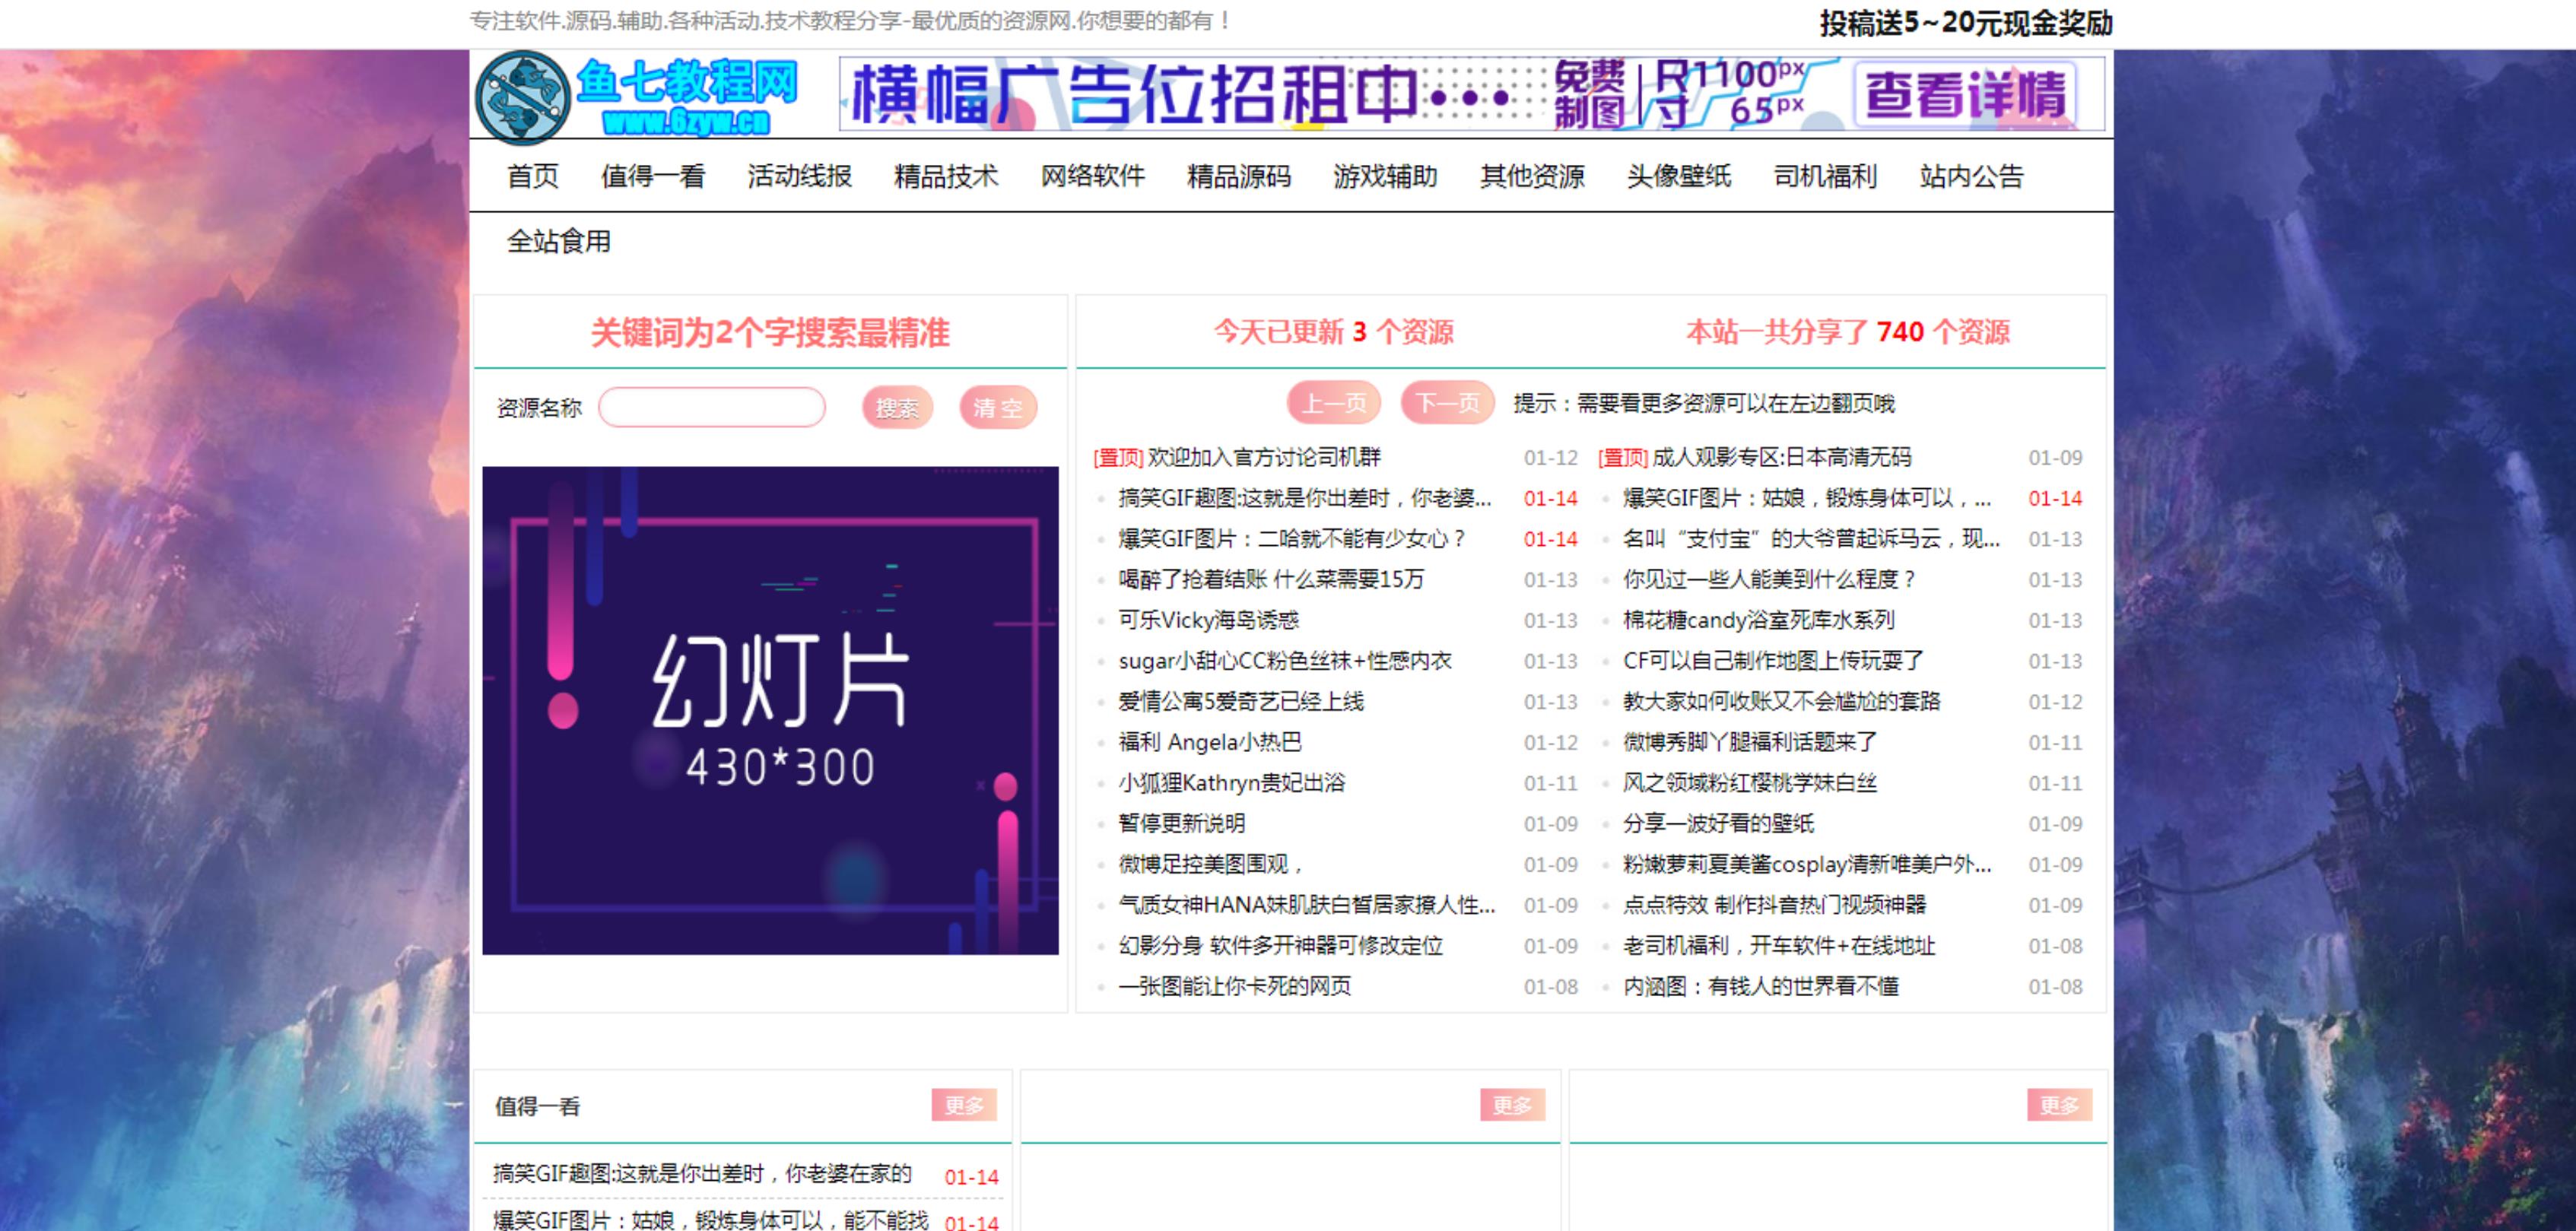 专注软件.源码.辅助.各种活动.技术教程分享-最优质的资源网.你想要的都有！
投稿送5~20元现金奖励
鱼七教程网
www.6zyw.cn
横幅广告位招租中••• 免费制图 尺寸 1100px 65px 查看详情
首页 值得一看 活动线报 精品技术 网络软件 精品源码 游戏辅助 其他资源 头像壁纸 司机福利 站内公告
全站食用
关键词为2个字搜索最精准
资源名称 搜索 清空
幻灯片
430*300
今天已更新 3 个资源 本站一共分享了 740 个资源
上一页 下一页 提示：需要看更多资源可以在左边翻页哦
[置顶] 欢迎加入官方讨论司机群 01-12 [置顶] 成人观影专区:日本高清无码 01-09
搞笑GIF趣图:这就是你出差时，你老婆... 01-14 爆笑GIF图片：姑娘，锻炼身体可以，... 01-14
爆笑GIF图片：二哈就不能有少女心？ 01-14 名叫“支付宝”的大爷曾起诉马云，现... 01-13
喝醉了抢着结账 什么菜需要15万 01-13 你见过一些人能美到什么程度？ 01-13
可乐Vicky海岛诱惑 01-13 棉花糖candy浴室死库水系列 01-13
sugar小甜心CC粉色丝袜+性感内衣 01-13 CF可以自己制作地图上传玩耍了 01-13
爱情公寓5爱奇艺已经上线 01-13 教大家如何收账又不会尴尬的套路 01-12
福利 Angela小热巴 01-12 微博秀脚丫腿福利话题来了 01-11
小狐狸Kathryn贵妃出浴 01-11 风之领域粉红樱桃学妹白丝 01-11
暂停更新说明 01-09 分享一波好看的壁纸 01-09
微博足控美图围观， 01-09 粉嫩萝莉夏美酱cosplay清新唯美户外... 01-09
气质女神HANA妹肌肤白皙居家撩人性... 01-09 点点特效 制作抖音热门视频神器 01-09
幻影分身 软件多开神器可修改定位 01-09 老司机福利，开车软件+在线地址 01-08
一张图能让你卡死的网页 01-08 内涵图：有钱人的世界看不懂 01-08
值得一看 更多 更多 更多
搞笑GIF趣图:这就是你出差时，你老婆在家的 01-14
爆笑GIF图片：姑娘，锻炼身体可以，能不能找 01-14